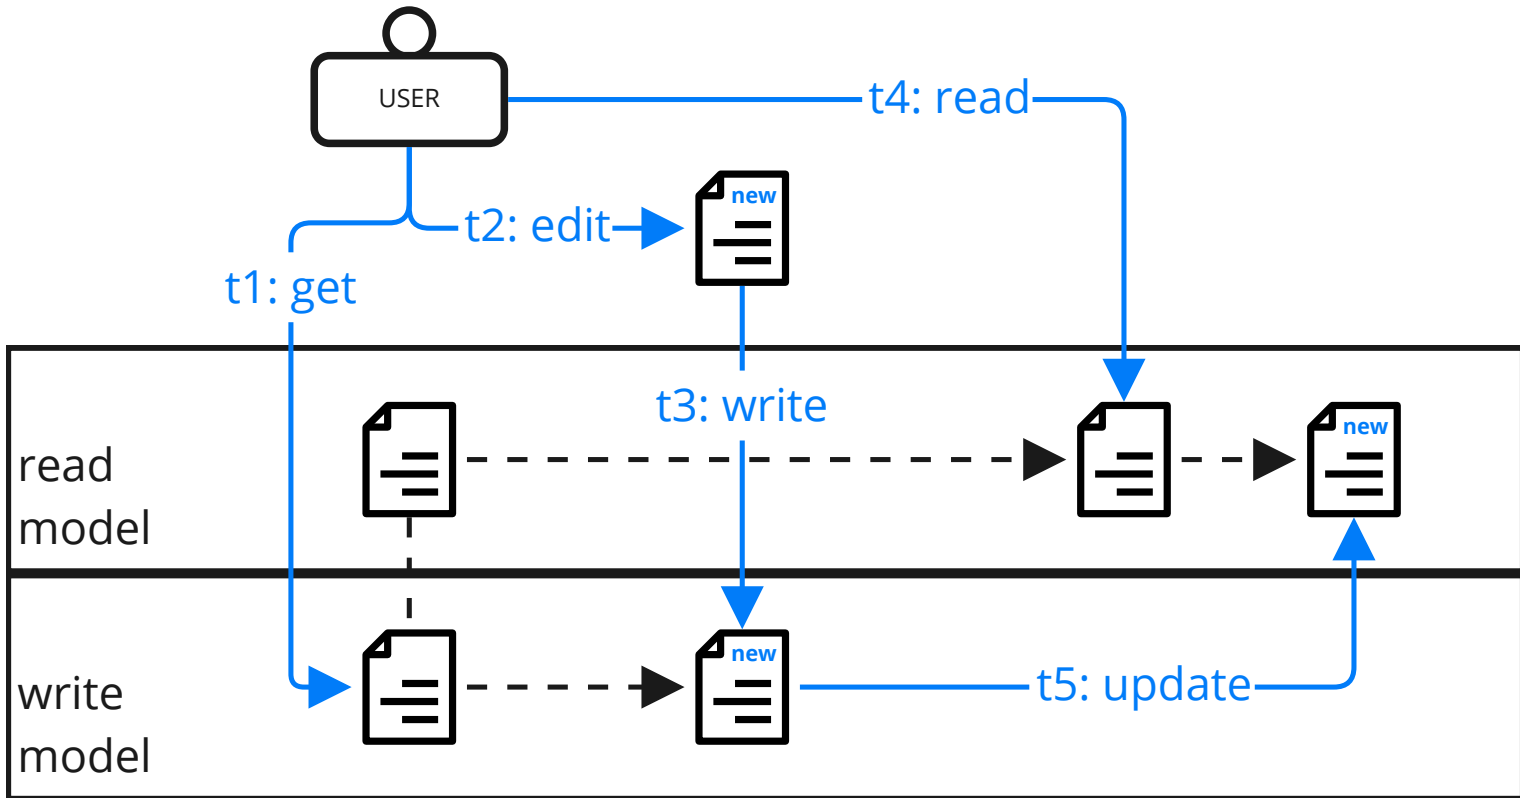 USER
t4: read
new
t2: edit
t1: get
t3: write
new
read
model
new
t5: update
write
model